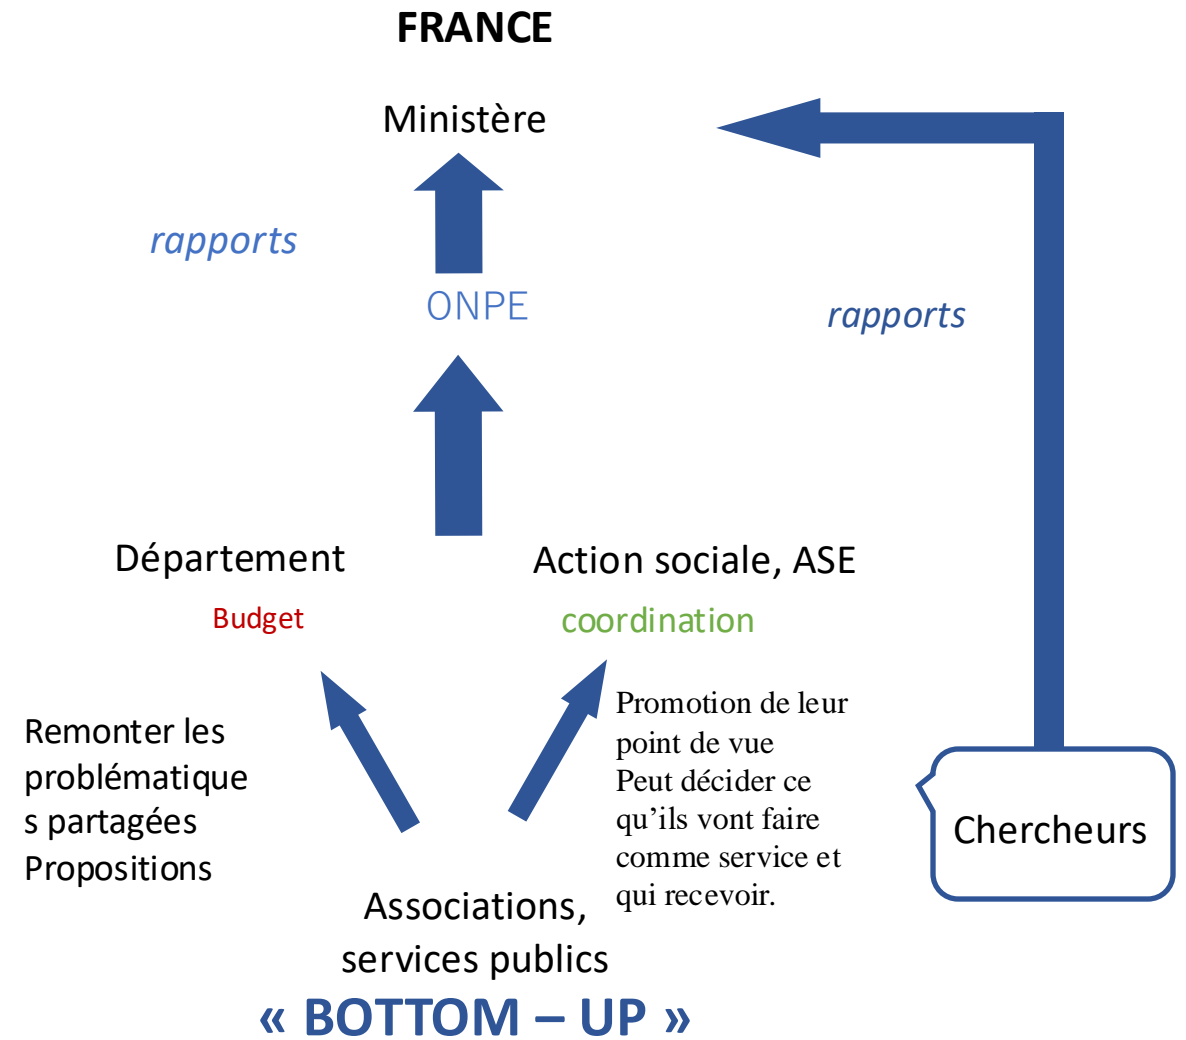 FRANCE
Ministère
rapports
ONPE
rapports
Département
Action sociale, ASE
Budget
coordination
Remonter les
problématique
s partagées
Propositions
Promotion de leur
point de vue
Peut décider ce
qu’ils vont faire
comme service et
qui recevoir.
Chercheurs
Associations,
services publics
« BOTTOM – UP »